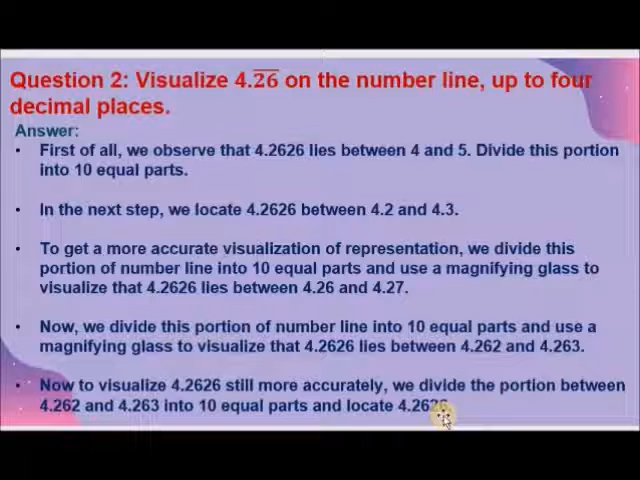 Question 2: Visualize 4.2̅6̅ on the number line, up to four
decimal places.
Answer:
• First of all, we observe that 4.2626 lies between 4 and 5. Divide this portion
into 10 equal parts.
• In the next step, we locate 4.2626 between 4.2 and 4.3.
• To get a more accurate visualization of representation, we divide this
portion of number line into 10 equal parts and use a magnifying glass to
visualize that 4.2626 lies between 4.26 and 4.27.
• Now, we divide this portion of number line into 10 equal parts and use a
magnifying glass to visualize that 4.2626 lies between 4.262 and 4.263.
• Now to visualize 4.2626 still more accurately, we divide the portion between
4.262 and 4.263 into 10 equal parts and locate 4.2626.